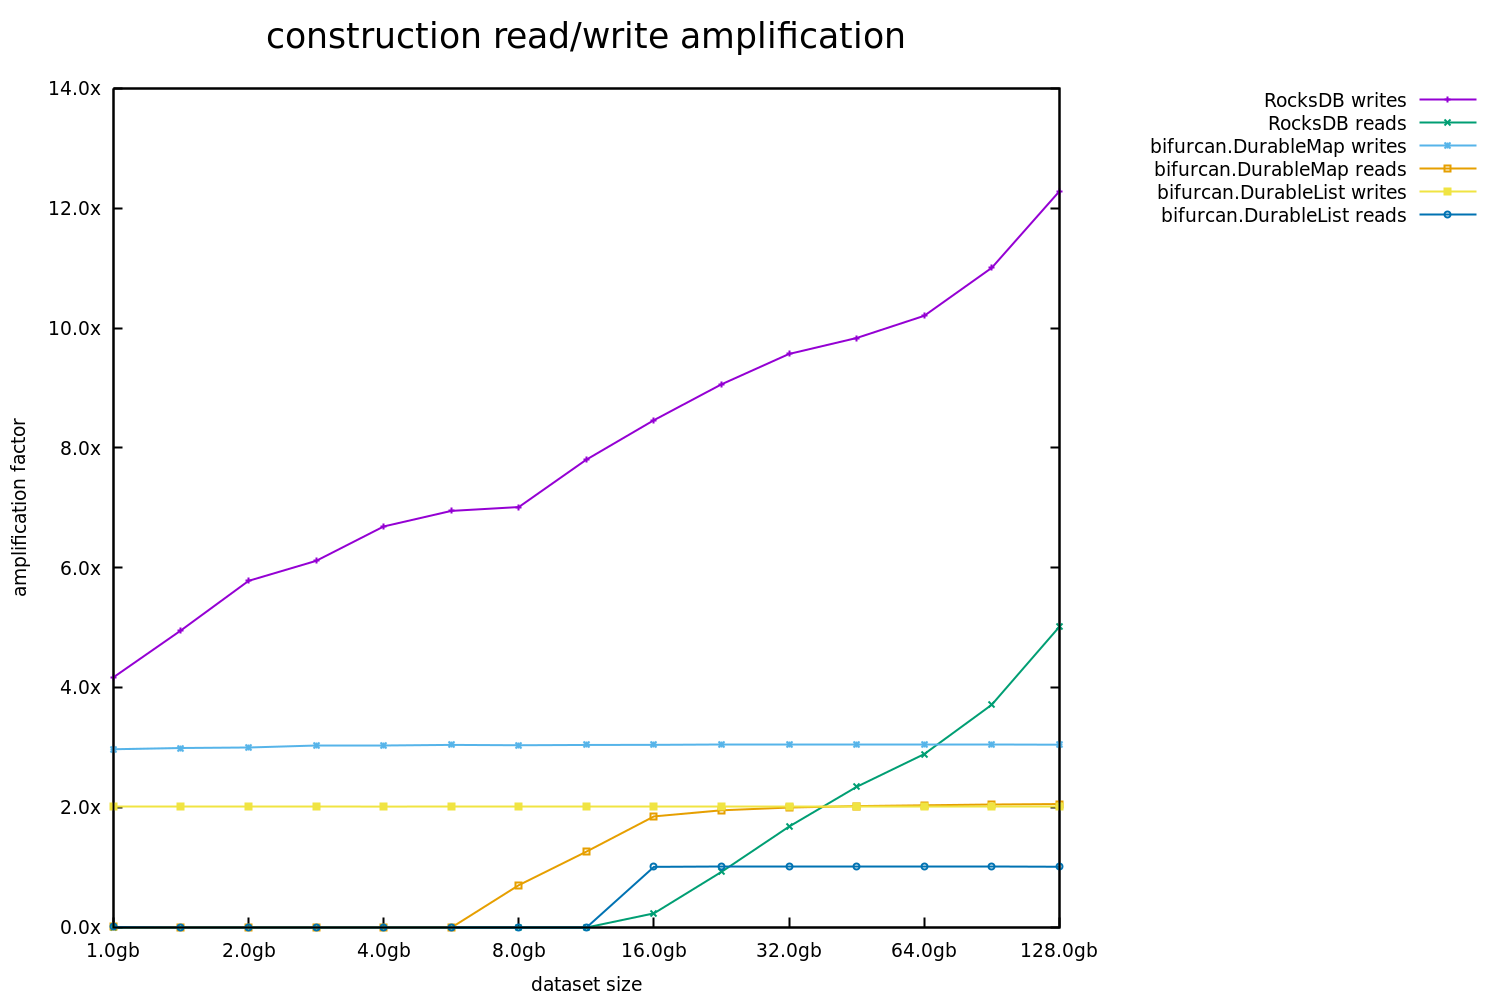 construction read/write amplification
14.0x
12.0x
10.0x
8.0x
6.0x
4.0x
2.0x
0.0x
amplification factor
1.0gb 2.0gb 4.0gb 8.0gb 16.0gb 32.0gb 64.0gb 128.0gb
dataset size
RocksDB writes
RocksDB reads
bifurcan.DurableMap writes
bifurcan.DurableMap reads
bifurcan.DurableList writes
bifurcan.DurableList reads